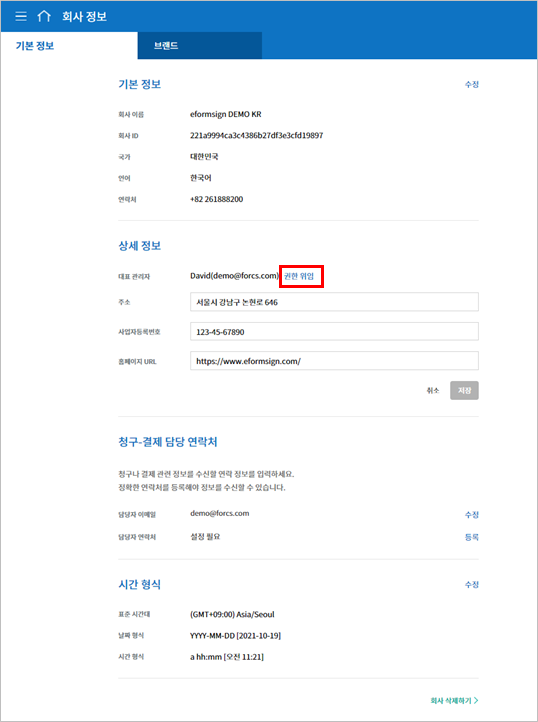 회사 정보
기본 정보
브랜드
기본 정보
수정
회사 이름
eformsign DEMO KR
회사 ID
221a9994ca3c4386b27df3e3cfd19897
국가
대한민국
언어
한국어
연락처
+82 261888200
상세 정보
대표 관리자
David(demo@forcs.com) 권한 위임
주소
서울시 강남구 논현로 646
사업자등록번호
123-45-67890
홈페이지 URL
https://www.eformsign.com/
취소
저장
청구-결제 담당 연락처
청구나 결제 관련 정보를 수신할 연락 정보를 입력하세요.
정확한 연락처를 등록해야 정보를 수신할 수 있습니다.
담당자 이메일
demo@forcs.com
수정
담당자 연락처
설정 필요
등록
시간 형식
수정
표준 시간대
(GMT+09:00) Asia/Seoul
날짜 형식
YYYY-MM-DD [2021-10-19]
시간 형식
a hh:mm [오전 11:21]
회사 삭제하기 >